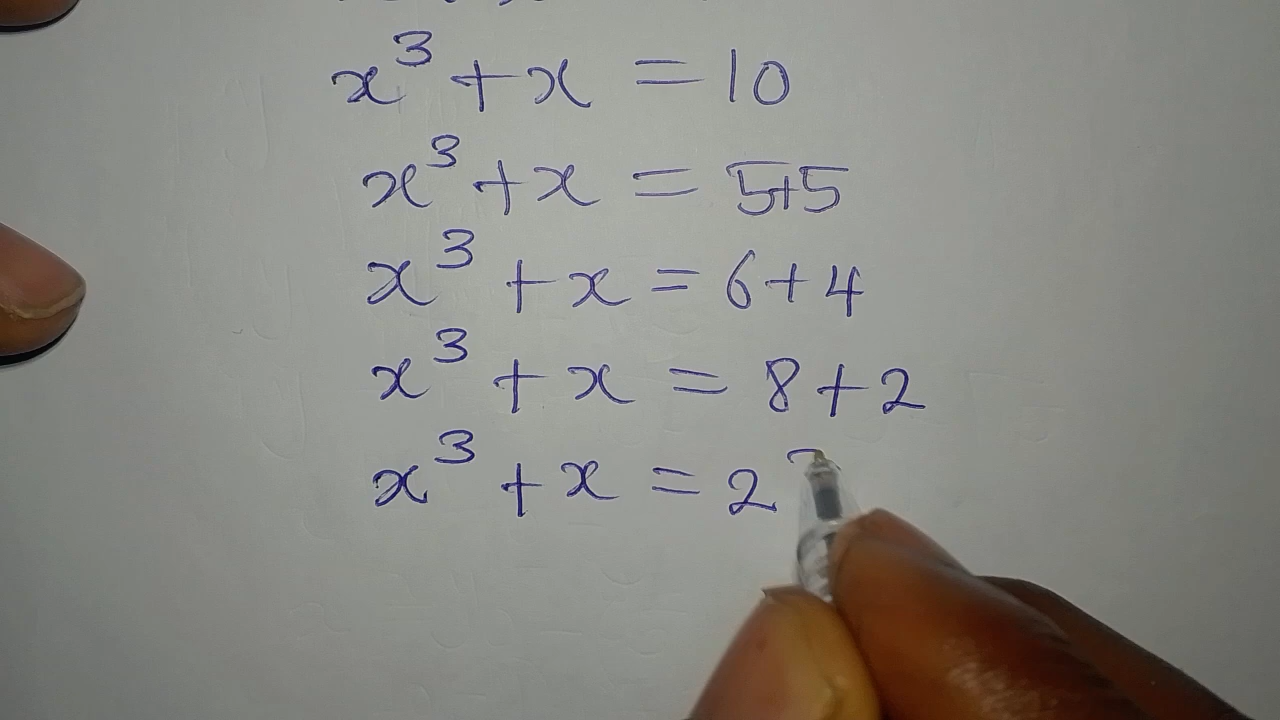 x³ + x = 10
x³ + x = 5+5
x³ + x = 6+4
x³ + x = 8+2
x³ + x = 2